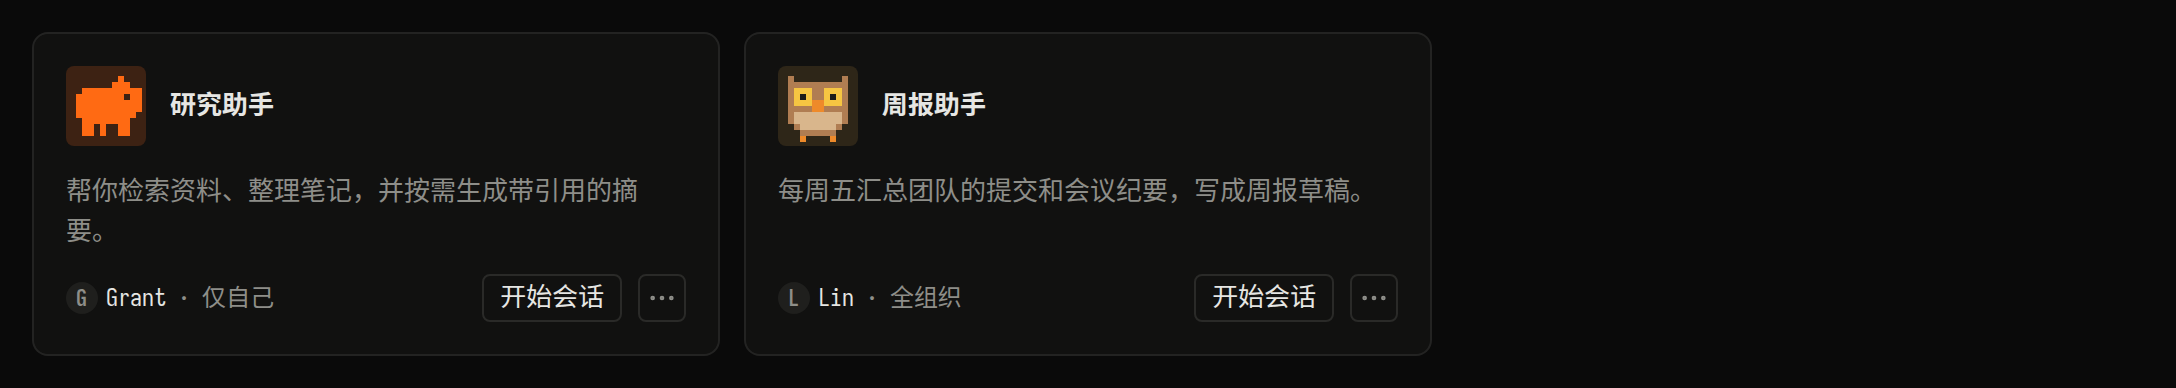 研究助手
帮你检索资料、整理笔记，并按需生成带引用的摘
要。
G Grant · 仅自己 开始会话 ···
周报助手
每周五汇总团队的提交和会议纪要，写成周报草稿。
L Lin · 全组织 开始会话 ···